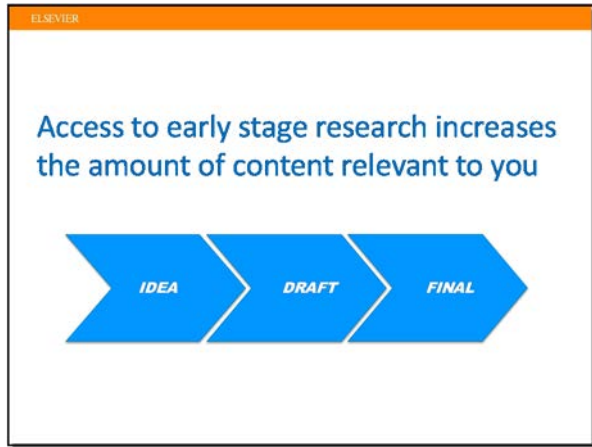 ELSEVIER
Access to early stage research increases
the amount of content relevant to you
IDEA
DRAFT
FINAL